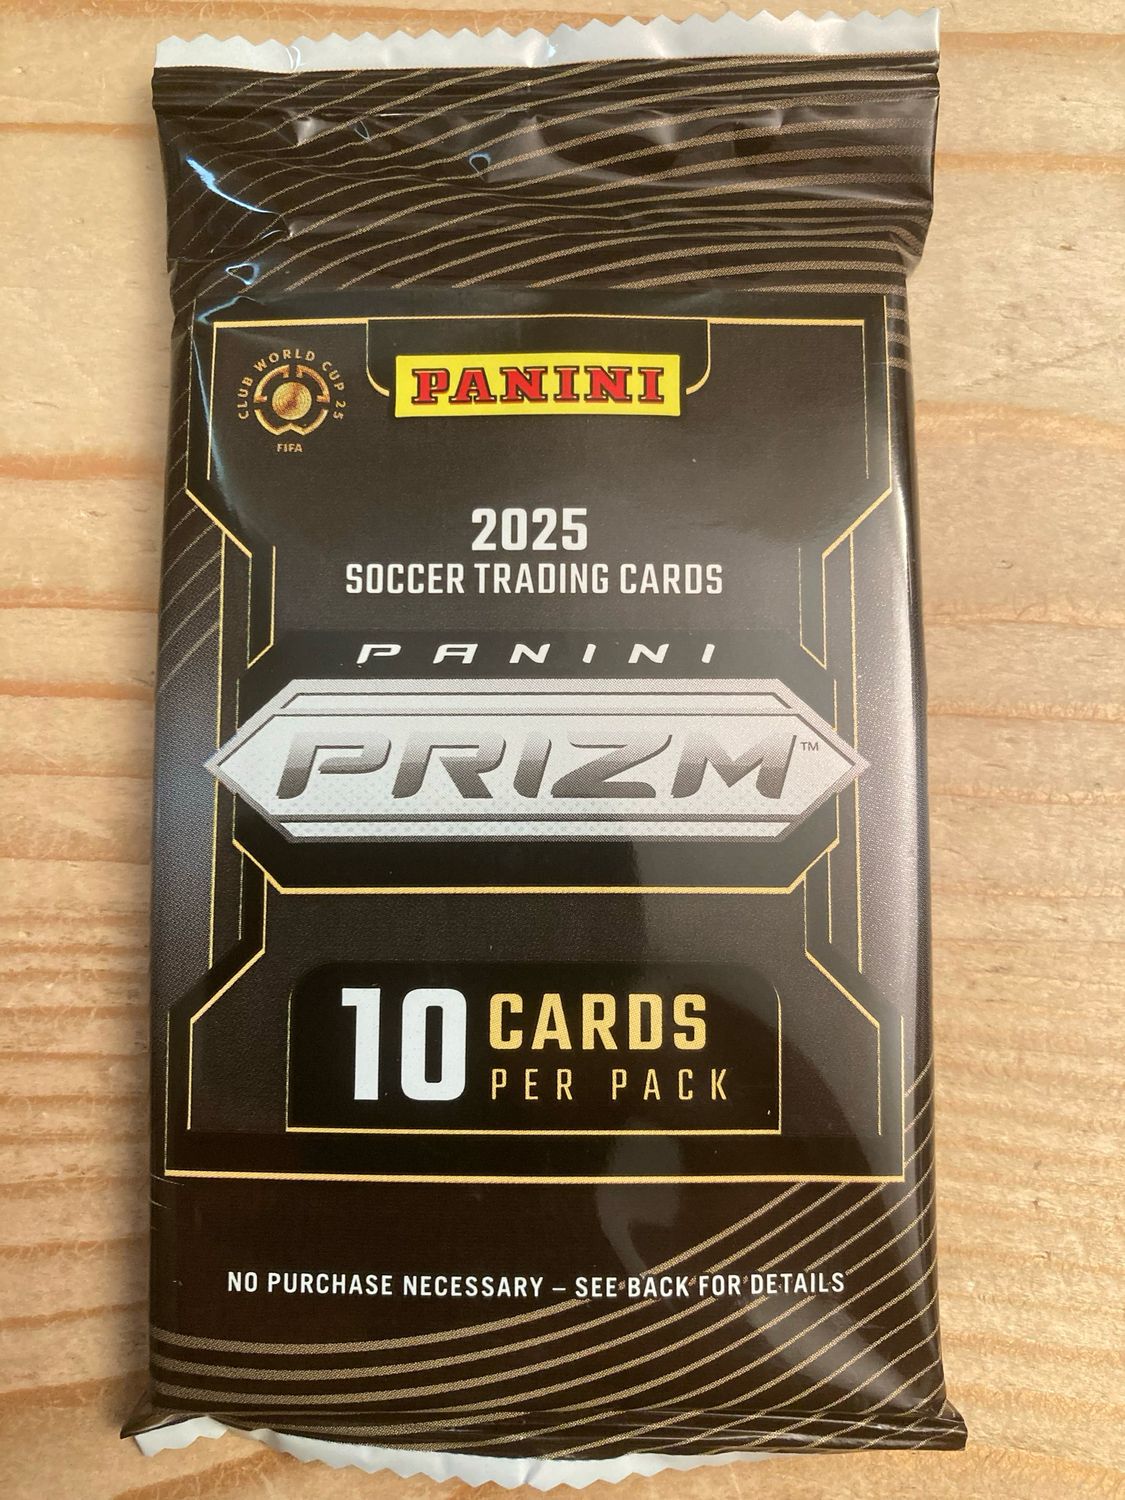 CLUB WORLD CUP 25
FIFA
PANINI
2025
SOCCER TRADING CARDS
PANINI
PRIZM™
10 CARDS
PER PACK
NO PURCHASE NECESSARY – SEE BACK FOR DETAILS